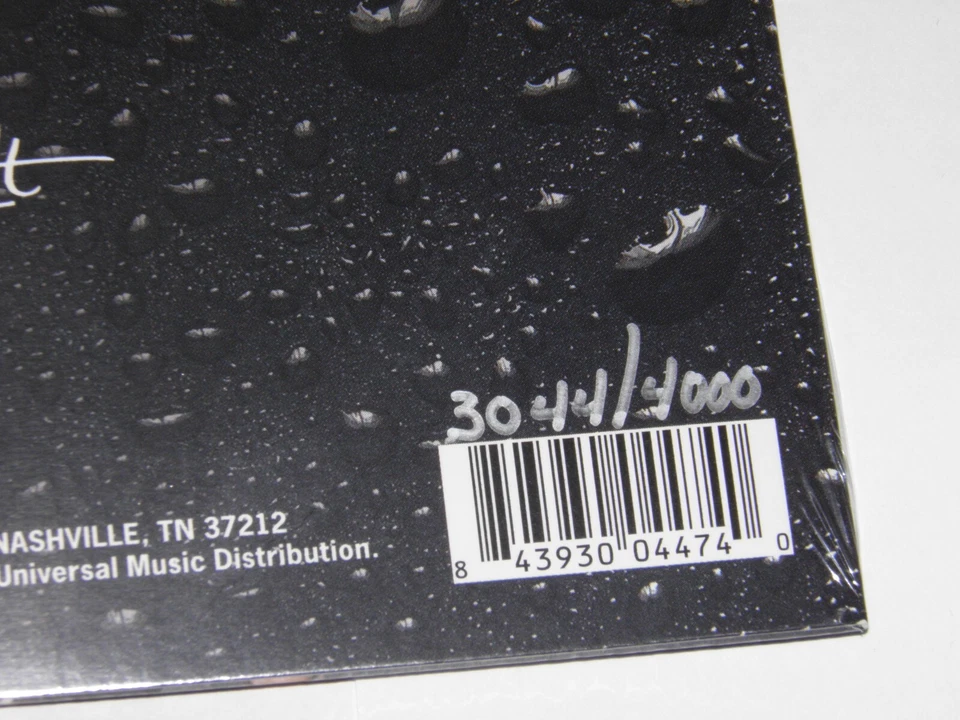 t
3044/4000
NASHVILLE, TN 37212
Universal Music Distribution.
8 43930 04474 0